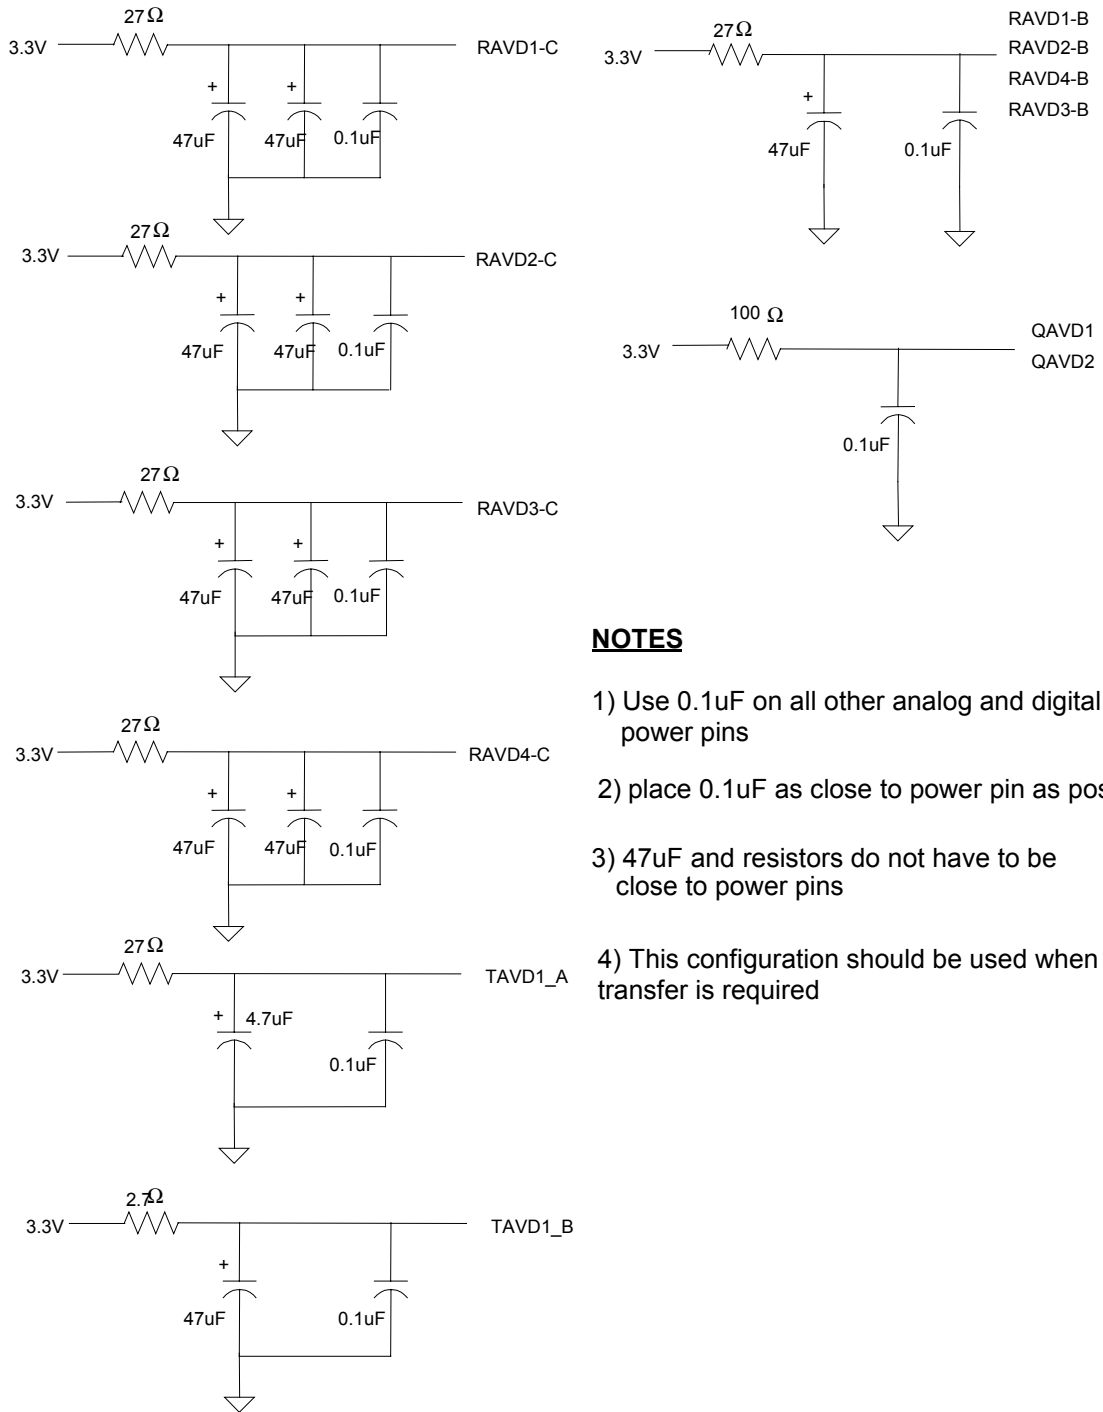 27Ω
3.3V
RAVD1-C
+
+
47uF
47uF
0.1uF
27Ω
3.3V
RAVD2-C
+
+
47uF
47uF
0.1uF
27Ω
3.3V
RAVD3-C
+
+
47uF
47uF
0.1uF
27Ω
3.3V
RAVD4-C
+
+
47uF
47uF
0.1uF
27Ω
3.3V
TAVD1_A
+
4.7uF
0.1uF
2.7Ω
3.3V
TAVD1_B
+
47uF
0.1uF
27Ω
3.3V
RAVD1-B
RAVD2-B
RAVD4-B
RAVD3-B
+
47uF
0.1uF
100 Ω
3.3V
QAVD1
QAVD2
0.1uF
NOTES
1) Use 0.1uF on all other analog and digital
power pins
2) place 0.1uF as close to power pin as
3) 47uF and resistors do not have to be
close to power pins
4) This configuration should be used when
transfer is required